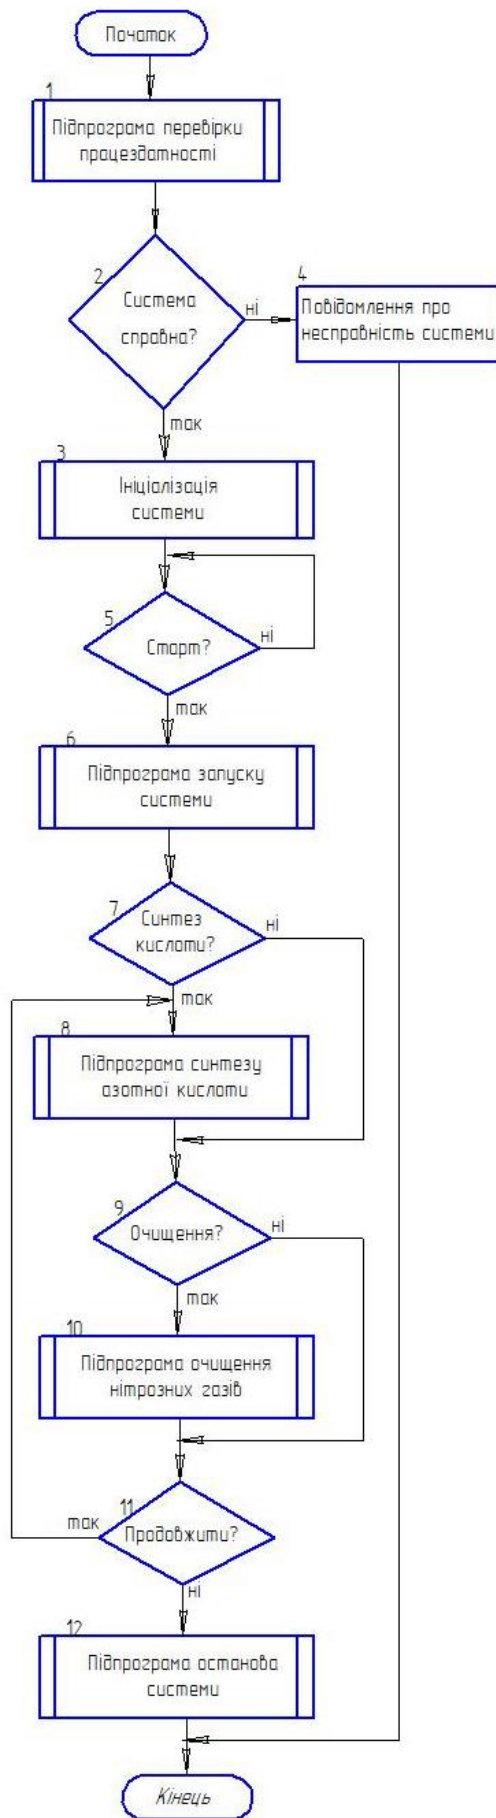 Початок
1
Підпрограма перевірки
працездатності
2
Система
справна?
ні
4
Повідомлення про
несправність системи
так
3
Ініціалізація
системи
5
Старт?
ні
так
6
Підпрограма запуску
системи
7
Синтез
кислоти?
ні
так
8
Підпрограма синтезу
азотної кислоти
9
Очищення?
ні
так
10
Підпрограма очищення
нітрозних газів
11
так
Продовжити?
ні
12
Підпрограма останова
системи
Кінець